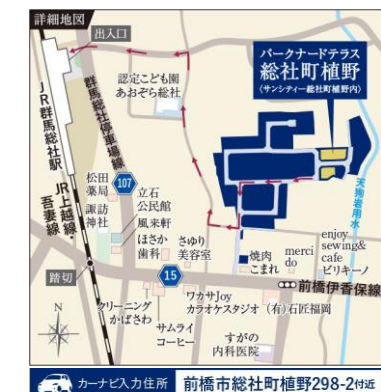 詳細地図
出入口
パークナードテラス
総社町植野
(サンシティー総社町植野内)
認定こども園
あおぞら総社
JR群馬総社駅
群馬総社停車場線
JR上越線・
吾妻線
天狗岩用水
107
松田
薬局
立石
公民館
諏訪
神社
風来軒
ほさか
歯科
さゆり
美容室
焼肉
こまれ
merci
do
enjoy
sewing&
cafe
ピリキーノ
踏切
15
前橋伊香保線
N
クリーニング
かばさわ
ワカサJoy
カラオケスタジオ
(有)石匠福岡
サムライ
コーヒー
すがの
内科医院
カーナビ入力住所
前橋市総社町植野298-2付近